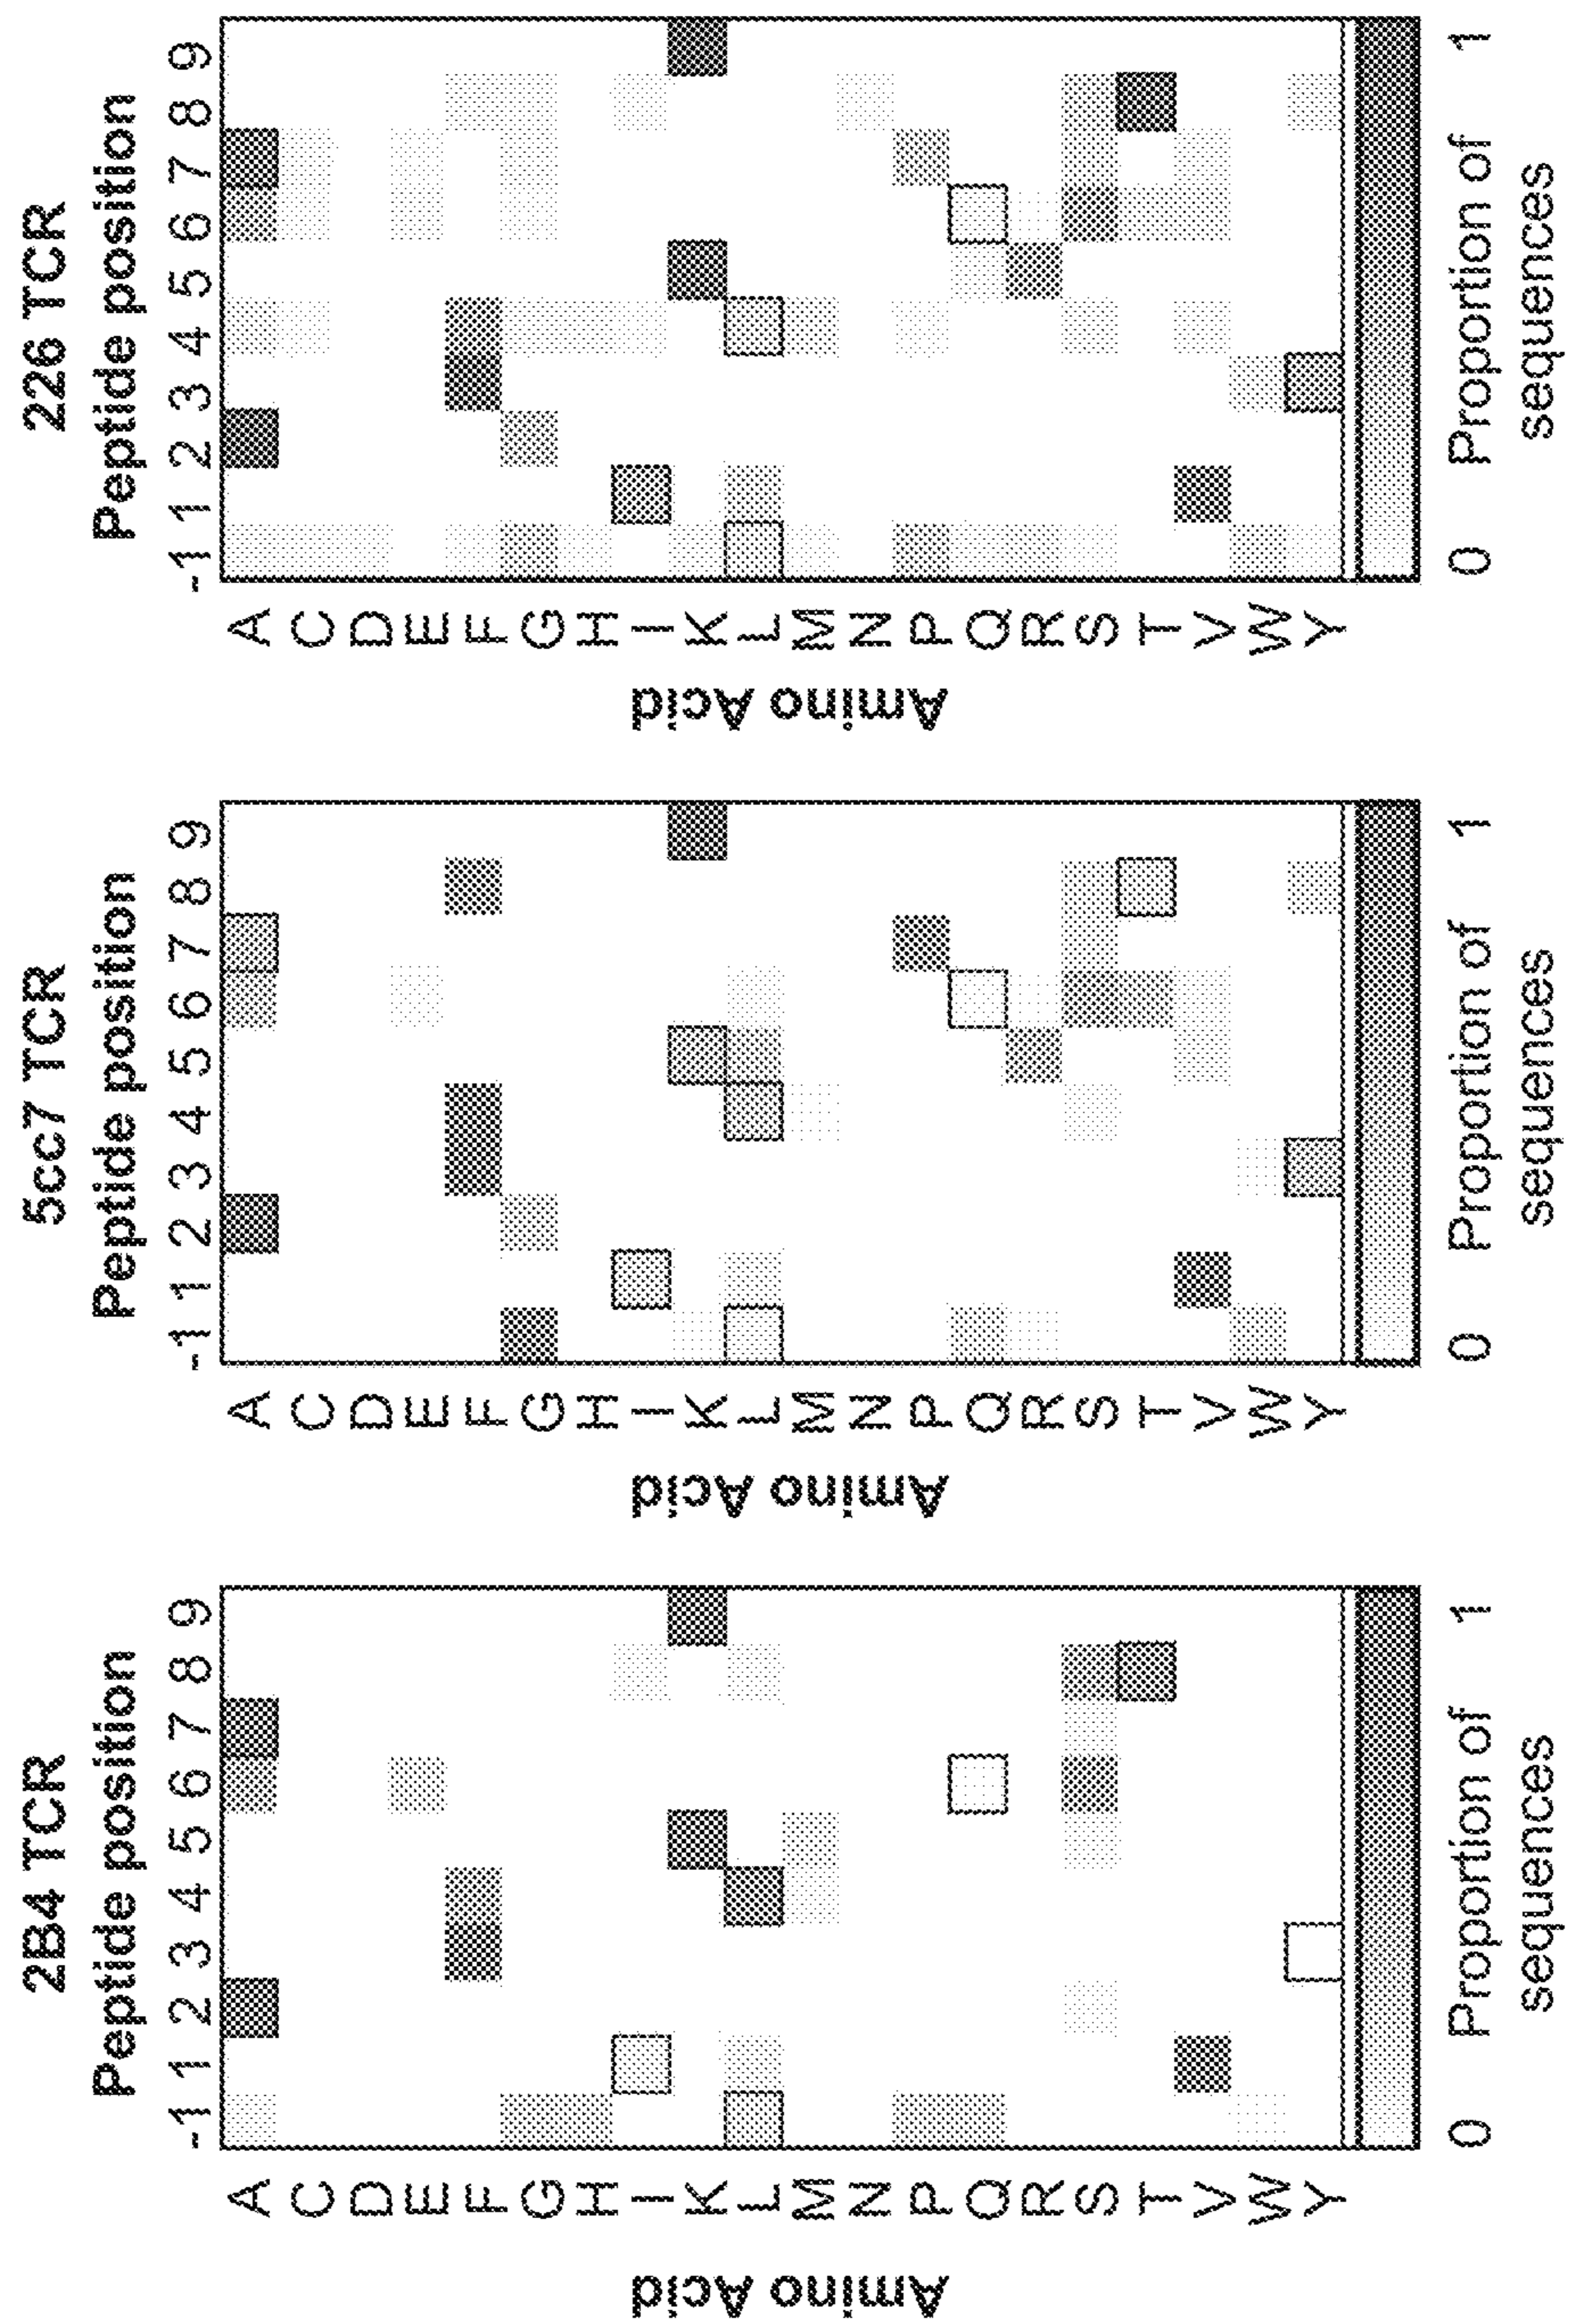 2B4 TCR
Peptide position
-1 1 2 3 4 5 6 7 8 9
Amino Acid
A
C
D
E
F
G
H
I
K
L
M
N
P
Q
R
S
T
V
W
Y
0 Proportion of 1
sequences
5cc7 TCR
Peptide position
-1 1 2 3 4 5 6 7 8 9
Amino Acid
A
C
D
E
F
G
H
I
K
L
M
N
P
Q
R
S
T
V
W
Y
0 Proportion of 1
sequences
226 TCR
Peptide position
-1 1 2 3 4 5 6 7 8 9
Amino Acid
A
C
D
E
F
G
H
I
K
L
M
N
P
Q
R
S
T
V
W
Y
0 Proportion of 1
sequences